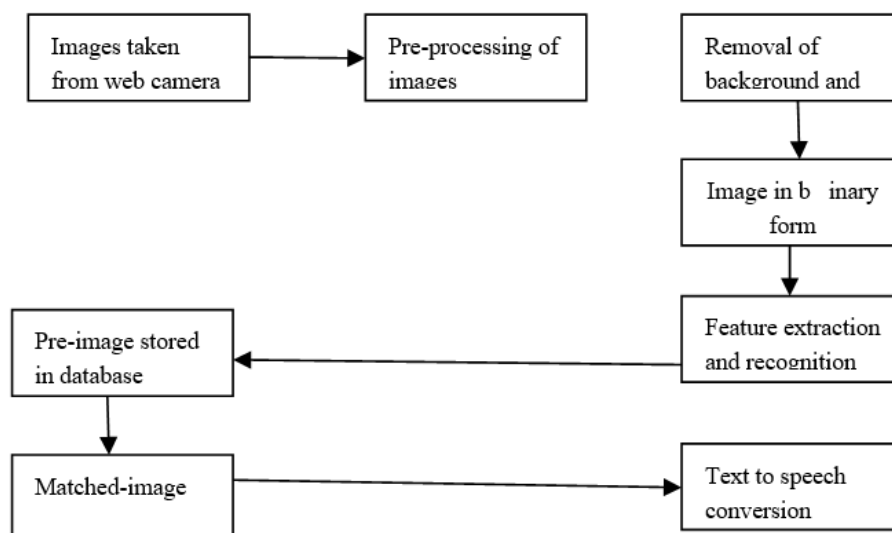 Images taken
from web camera
Pre-processing of
images
Removal of
background and
Image in b inary
form
Feature extraction
and recognition
Pre-image stored
in database
Matched-image
Text to speech
conversion